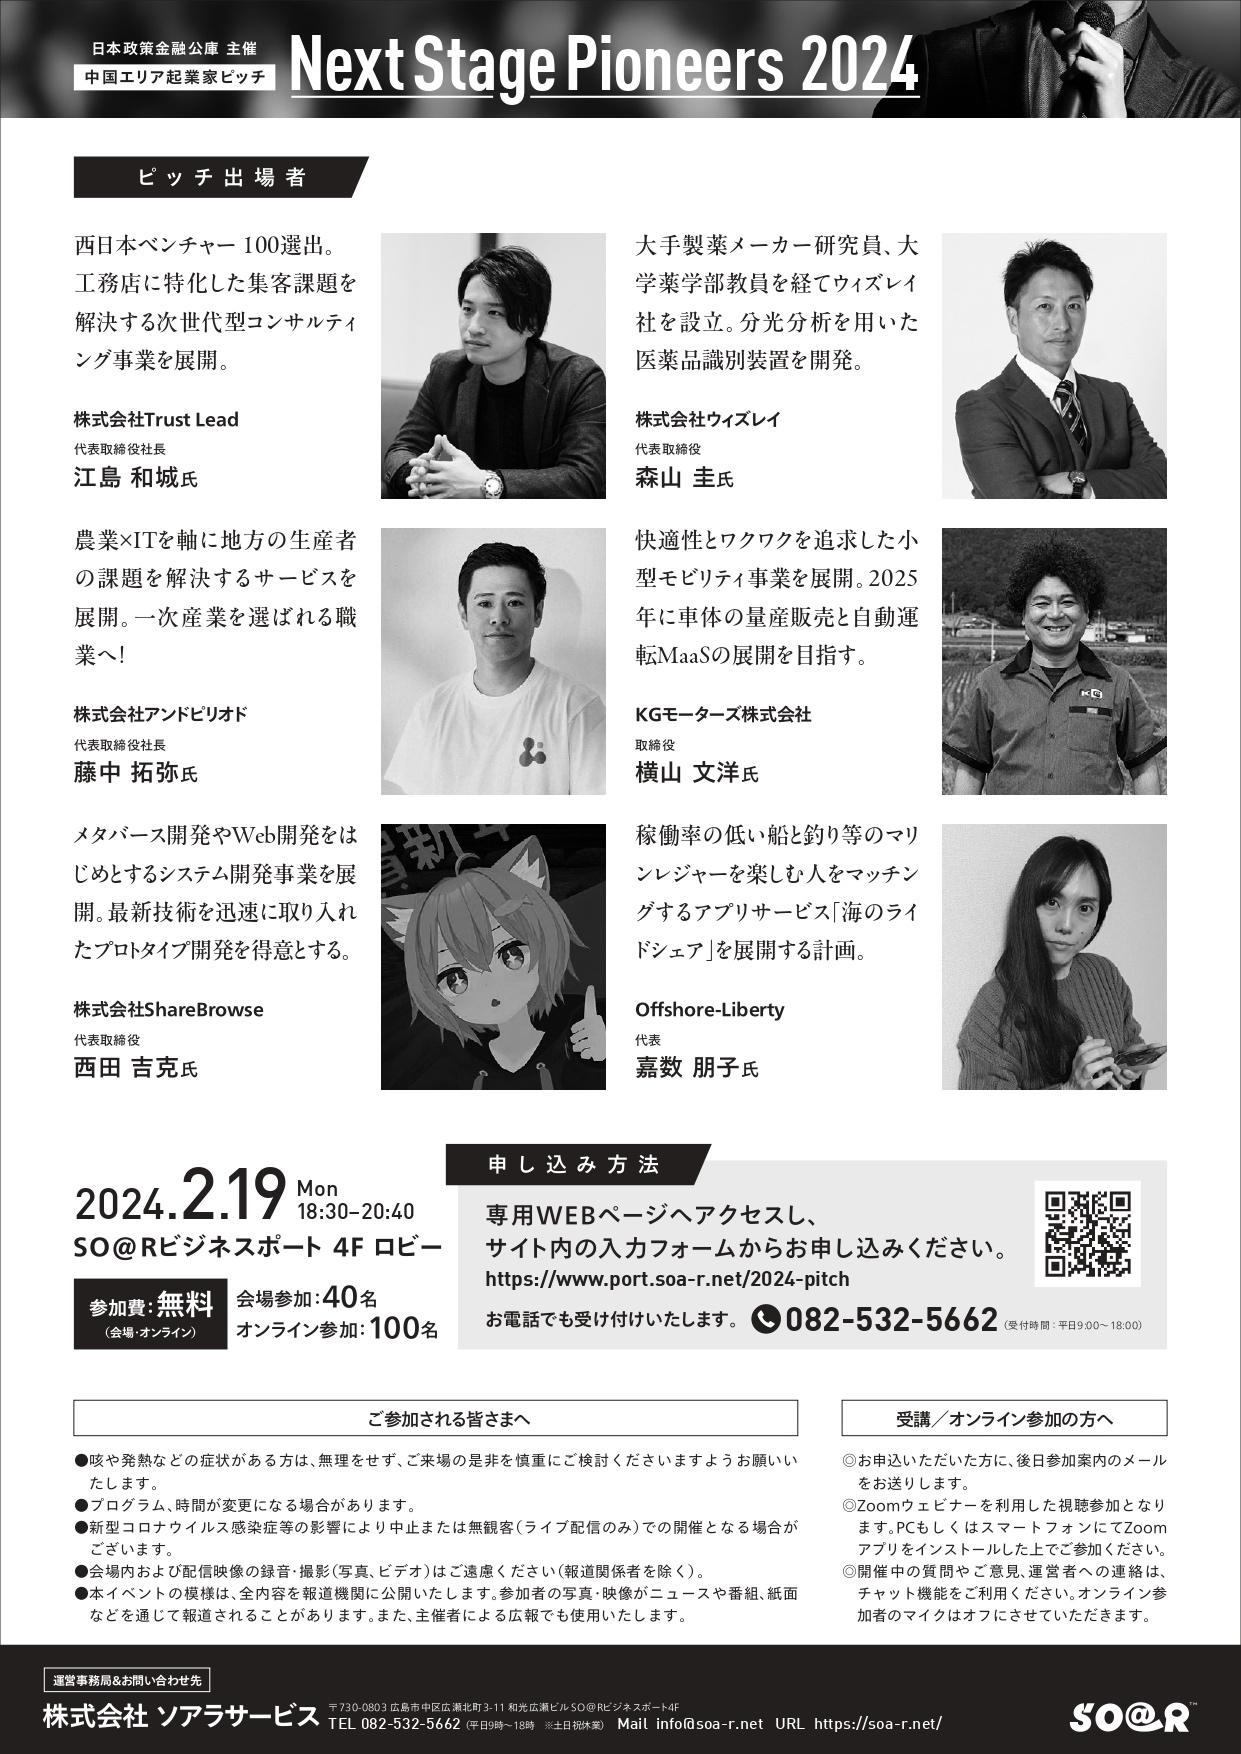 日本政策金融公庫 主催
中国エリア起業家ピッチ
Next Stage Pioneers 2024
ピッチ出場者
西日本ベンチャー 100選出。
工務店に特化した集客課題を
解決する次世代型コンサルティ
ング事業を展開。
株式会社Trust Lead
代表取締役社長
江島 和城氏
大手製薬メーカー研究員、大
学薬学部教員を経てウィズレイ
社を設立。分光分析を用いた
医薬品識別装置を開発。
株式会社ウィズレイ
代表取締役
森山 圭氏
農業×ITを軸に地方の生産者
の課題を解決するサービスを
展開。一次産業を選ばれる職
業へ!
株式会社アンドピリオド
代表取締役社長
藤中 拓弥氏
快適性とワクワクを追求した小
型モビリティ事業を展開。2025
年に車体の量産販売と自動運
転MaaSの展開を目指す。
KGモーターズ株式会社
取締役
横山 文洋氏
KG
メタバース開発やWeb開発をは
じめとするシステム開発事業を展
開。最新技術を迅速に取り入れ
たプロトタイプ開発を得意とする。
株式会社ShareBrowse
代表取締役
西田 吉克氏
賀新年
稼働率の低い船と釣り等のマリ
ンレジャーを楽しむ人をマッチン
グするアプリサービス「海のライ
ドシェア」を展開する計画。
Offshore-Liberty
代表
嘉数 朋子氏
2024.2.19 Mon
18:30–20:40
SO@Rビジネスポート 4F ロビー
参加費：無料
（会場・オンライン）
会場参加：40名
オンライン参加：100名
申し込み方法
専用WEBページへアクセスし、
サイト内の入力フォームからお申し込みください。
https://www.port.soa-r.net/2024-pitch
お電話でも受け付けいたします。 082-532-5662（受付時間：平日9:00〜18:00）
ご参加される皆さまへ
●咳や発熱などの症状がある方は、無理をせず、ご来場の是非を慎重にご検討くださいますようお願いい
たします。
●プログラム、時間が変更になる場合があります。
●新型コロナウイルス感染症等の影響により中止または無観客（ライブ配信のみ）での開催となる場合が
ございます。
●会場内および配信映像の録音・撮影（写真、ビデオ）はご遠慮ください（報道関係者を除く）。
●本イベントの模様は、全内容を報道機関に公開いたします。参加者の写真・映像がニュースや番組、紙面
などを通じて報道されることがあります。また、主催者による広報でも使用いたします。
受講／オンライン参加の方へ
◎お申込いただいた方に、後日参加案内のメール
をお送りします。
◎Zoomウェビナーを利用した視聴参加となり
ます。PCもしくはスマートフォンにてZoom
アプリをインストールした上でご参加ください。
◎開催中の質問やご意見、運営者への連絡は、
チャット機能をご利用ください。オンライン参
加者のマイクはオフにさせていただきます。
運営事務局&お問い合わせ先
株式会社 ソアラサービス
〒730-0803 広島市中区広瀬北町3-11 和光広瀬ビル SO@Rビジネスポート4F
TEL 082-532-5662（平日9時〜18時 ※土日祝休業） Mail info@soa-r.net URL https://soa-r.net/
SO@R™